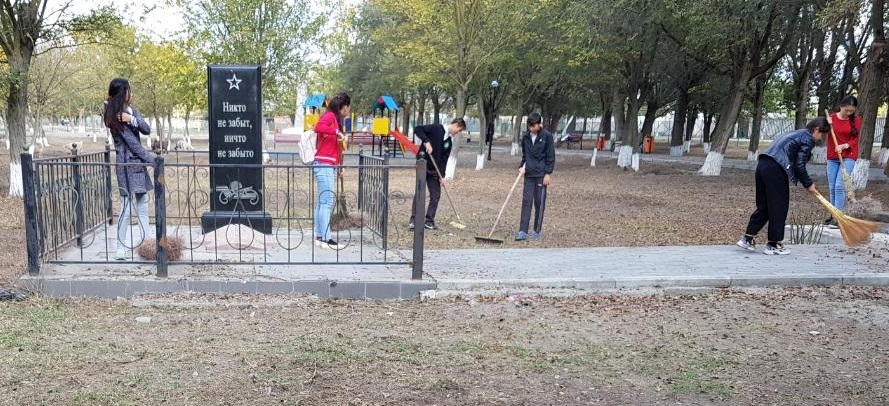 Никто
не забыт,
ничто
не забыто